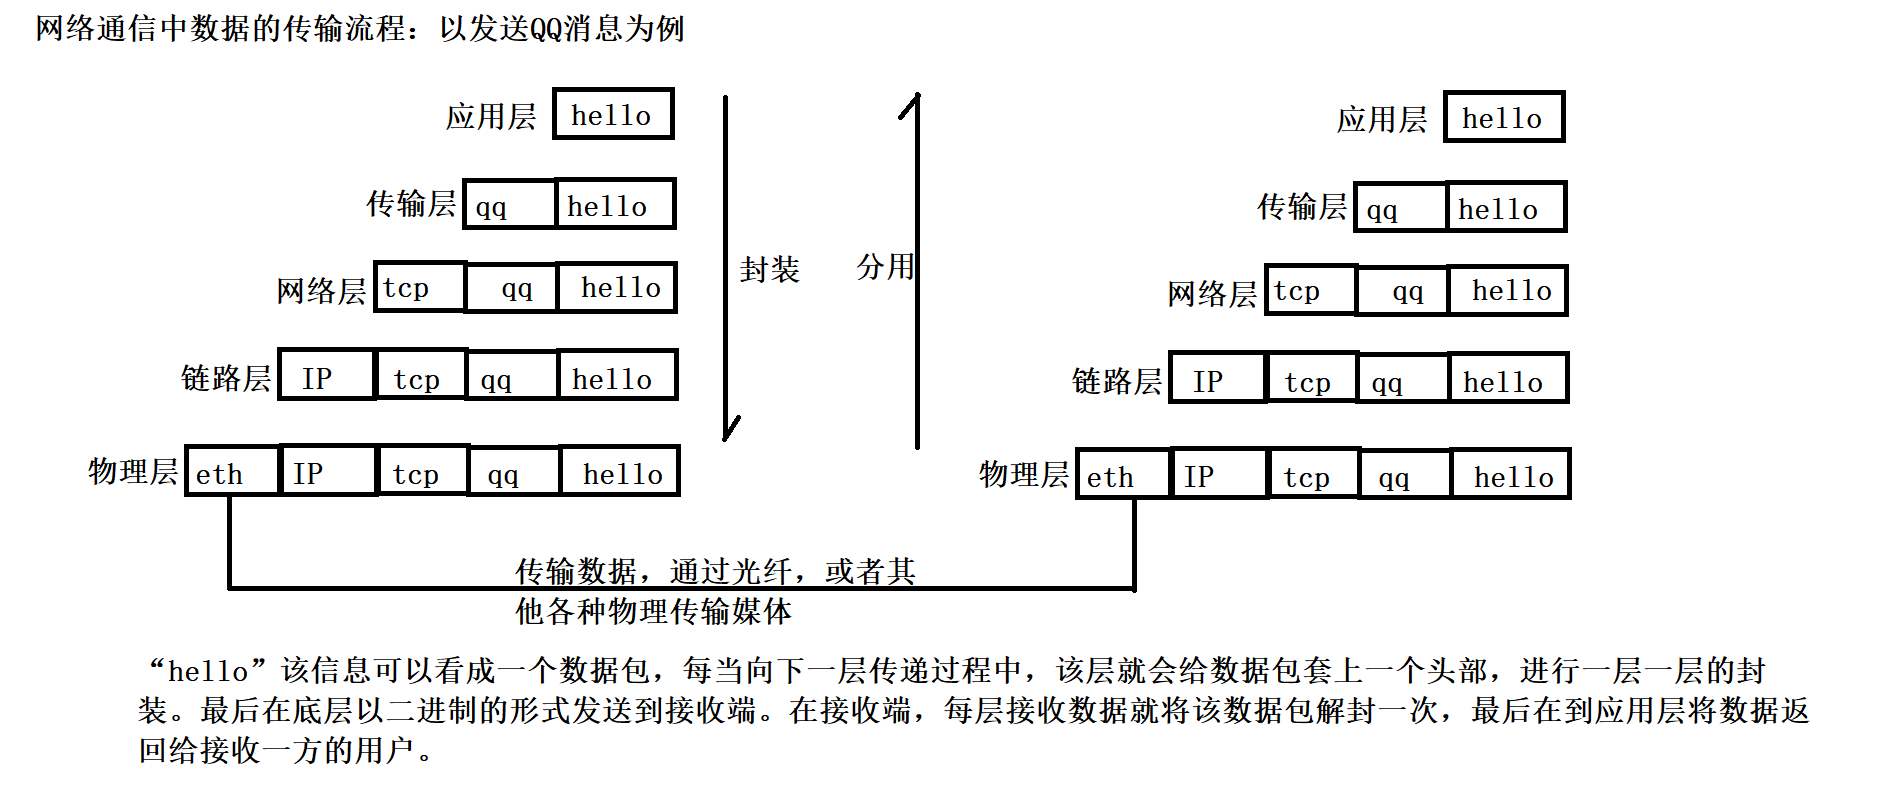 网络通信中数据的传输流程：以发送QQ消息为例
应用层 hello 应用层 hello
传输层 qq hello 传输层 qq hello
封装 分用
网络层 tcp qq hello 网络层 tcp qq hello
链路层 IP tcp qq hello 链路层 IP tcp qq hello
物理层 eth IP tcp qq hello 物理层 eth IP tcp qq hello
传输数据，通过光纤，或者其
他各种物理传输媒体
“hello”该信息可以看成一个数据包，每当向下一层传递过程中，该层就会给数据包套上一个头部，进行一层一层的封
装。最后在底层以二进制的形式发送到接收端。在接收端，每层接收数据就将该数据包解封一次，最后在到应用层将数据返
回给接收一方的用户。